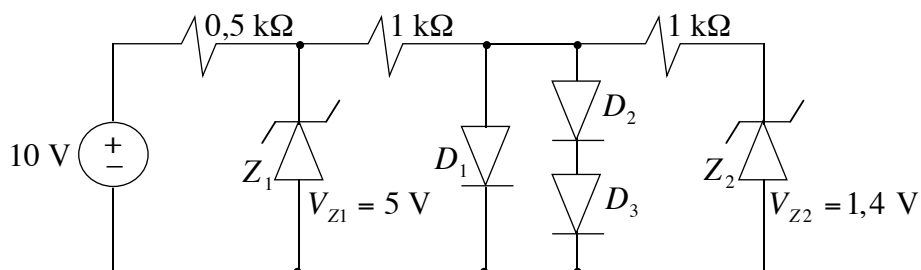 0,5 kΩ
1 kΩ
1 kΩ
10 V
+
−
Z1
VZ1 = 5 V
D1
D2
D3
Z2
VZ2 = 1,4 V